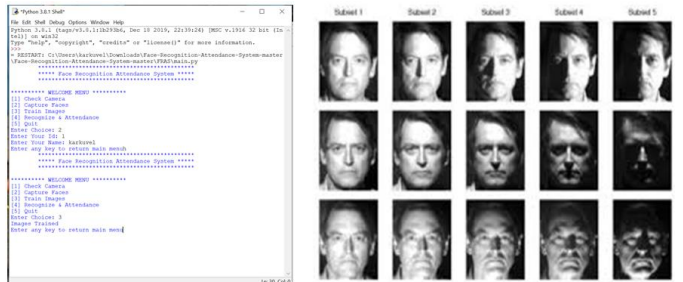 *Python 3.8.1 Shell*
File Edit Shell Debug Options Window Help
Python 3.8.1 (tags/v3.8.1:1b293b6, Dec 18 2019, 22:39:24) [MSC v.1916 32 bit (In
tel)] on win32
Type "help", "copyright", "credits" or "license()" for more information.
>>>
= RESTART: C:\Users\karkuvel\Downloads\Face-Recognition-Attendance-System-master
\Face-Recognition-Attendance-System-master\FRAS\main.py
*******************************************
***** Face Recognition Attendance System *****
*******************************************
********** WELCOME MENU **********
[1] Check Camera
[2] Capture Faces
[3] Train Images
[4] Recognize & Attendance
[5] Quit
Enter Choice: 2
Enter Your Id: 1
Enter Your Name: karkuvel
Enter any key to return main menuh
*******************************************
***** Face Recognition Attendance System *****
*******************************************
********** WELCOME MENU **********
[1] Check Camera
[2] Capture Faces
[3] Train Images
[4] Recognize & Attendance
[5] Quit
Enter Choice: 3
Images Trained
Enter any key to return main menu
Subset 1 Subset 2 Subset 3 Subset 4 Subset 5